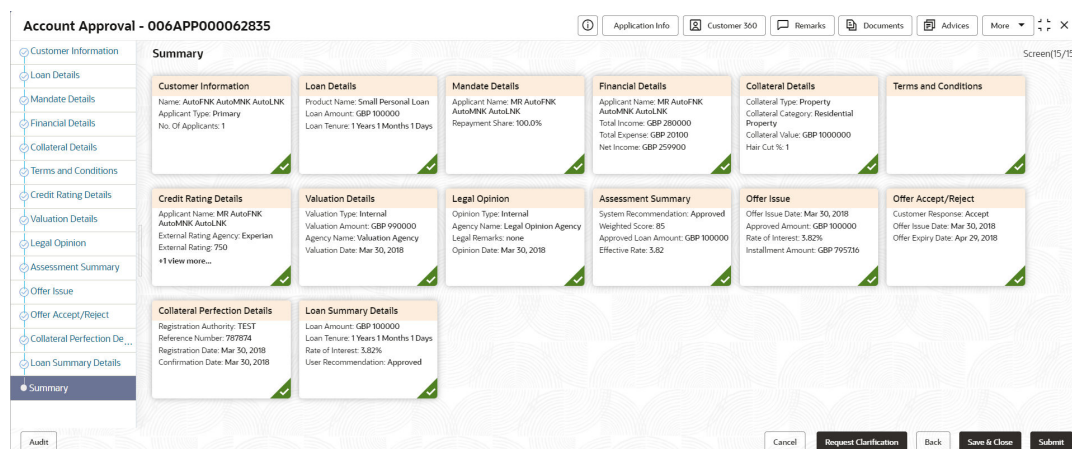 Account Approval - 006APP000062835
Application Info
Customer 360
Remarks
Documents
Advices
More
Customer Information
Loan Details
Mandate Details
Financial Details
Collateral Details
Terms and Conditions
Credit Rating Details
Valuation Details
Legal Opinion
Assessment Summary
Offer Issue
Offer Accept/Reject
Collateral Perfection De...
Loan Summary Details
Summary
Summary
Screen(15/15
Customer Information
Name: AutoFNK AutoMNK AutoLNK
Applicant Type: Primary
No. Of Applicants: 1
Loan Details
Product Name: Small Personal Loan
Loan Amount: GBP 100000
Loan Tenure: 1 Years 1 Months 1 Days
Mandate Details
Applicant Name: MR AutoFNK
AutoMNK AutoLNK
Repayment Share: 100.0%
Financial Details
Applicant Name: MR AutoFNK
AutoMNK AutoLNK
Total Income: GBP 280000
Total Expense: GBP 20100
Net Income: GBP 259900
Collateral Details
Collateral Type: Property
Collateral Category: Residential
Property
Collateral Value: GBP 1000000
Hair Cut %: 1
Terms and Conditions
Credit Rating Details
Applicant Name: MR AutoFNK
AutoMNK AutoLNK
External Rating Agency: Experian
External Rating: 750
+1 view more...
Valuation Details
Valuation Type: Internal
Valuation Amount: GBP 990000
Agency Name: Valuation Agency
Valuation Date: Mar 30, 2018
Legal Opinion
Opinion Type: Internal
Agency Name: Legal Opinion Agency
Legal Remarks: none
Opinion Date: Mar 30, 2018
Assessment Summary
System Recommendation: Approved
Weighted Score: 85
Approved Loan Amount: GBP 100000
Effective Rate: 3.82
Offer Issue
Offer Issue Date: Mar 30, 2018
Approved Amount: GBP 100000
Rate of Interest: 3.82%
Installment Amount: GBP 7957.16
Offer Accept/Reject
Customer Response: Accept
Offer Issue Date: Mar 30, 2018
Offer Expiry Date: Apr 29, 2018
Collateral Perfection Details
Registration Authority: TEST
Reference Number: 787874
Registration Date: Mar 30, 2018
Confirmation Date: Mar 30, 2018
Loan Summary Details
Loan Amount: GBP 100000
Loan Tenure: 1 Years 1 Months 1 Days
Rate of Interest: 3.82%
User Recommendation: Approved
Audit
Cancel
Request Clarification
Back
Save & Close
Submit